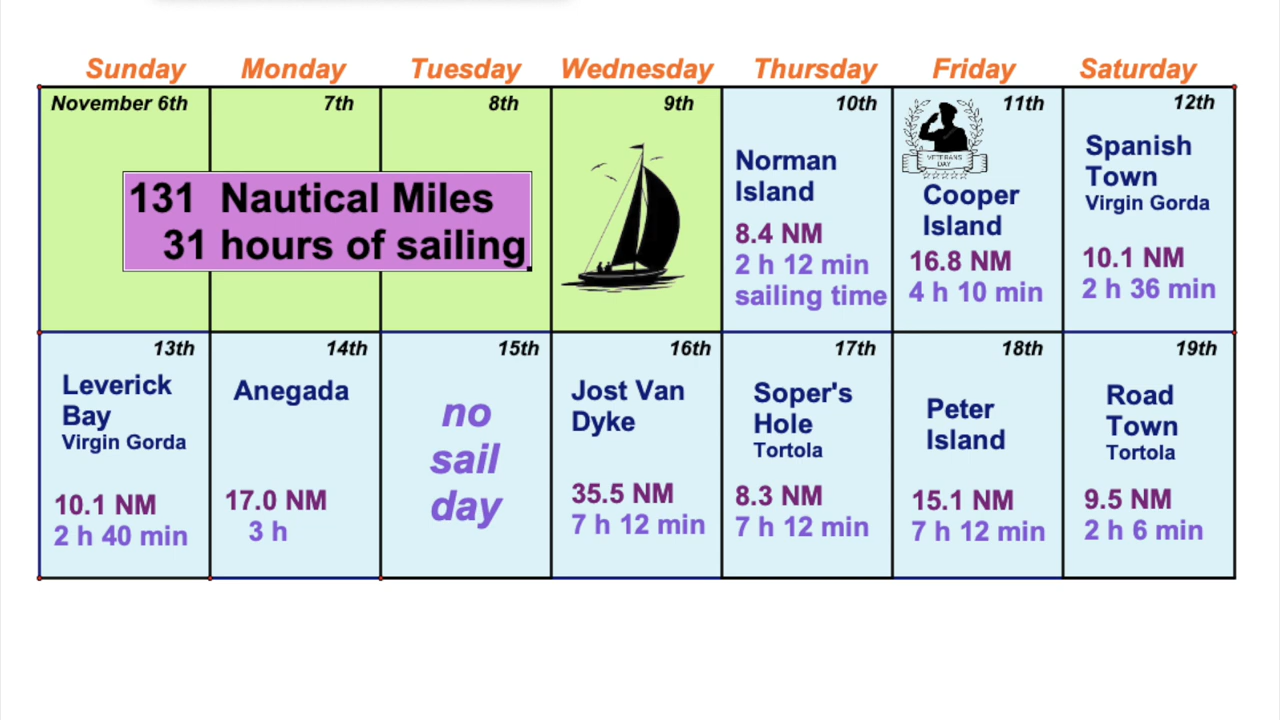 Sunday Monday Tuesday Wednesday Thursday Friday Saturday
November 6th
7th
8th
9th
10th
11th
12th
131 Nautical Miles
31 hours of sailing
Norman
Island
8.4 NM
2 h 12 min
sailing time
VETERANS
DAY
Cooper
Island
16.8 NM
4 h 10 min
Spanish
Town
Virgin Gorda
10.1 NM
2 h 36 min
13th
Leverick
Bay
Virgin Gorda
10.1 NM
2 h 40 min
14th
Anegada
17.0 NM
3 h
15th
no
sail
day
16th
Jost Van
Dyke
35.5 NM
7 h 12 min
17th
Soper's
Hole
Tortola
8.3 NM
7 h 12 min
18th
Peter
Island
15.1 NM
7 h 12 min
19th
Road
Town
Tortola
9.5 NM
2 h 6 min